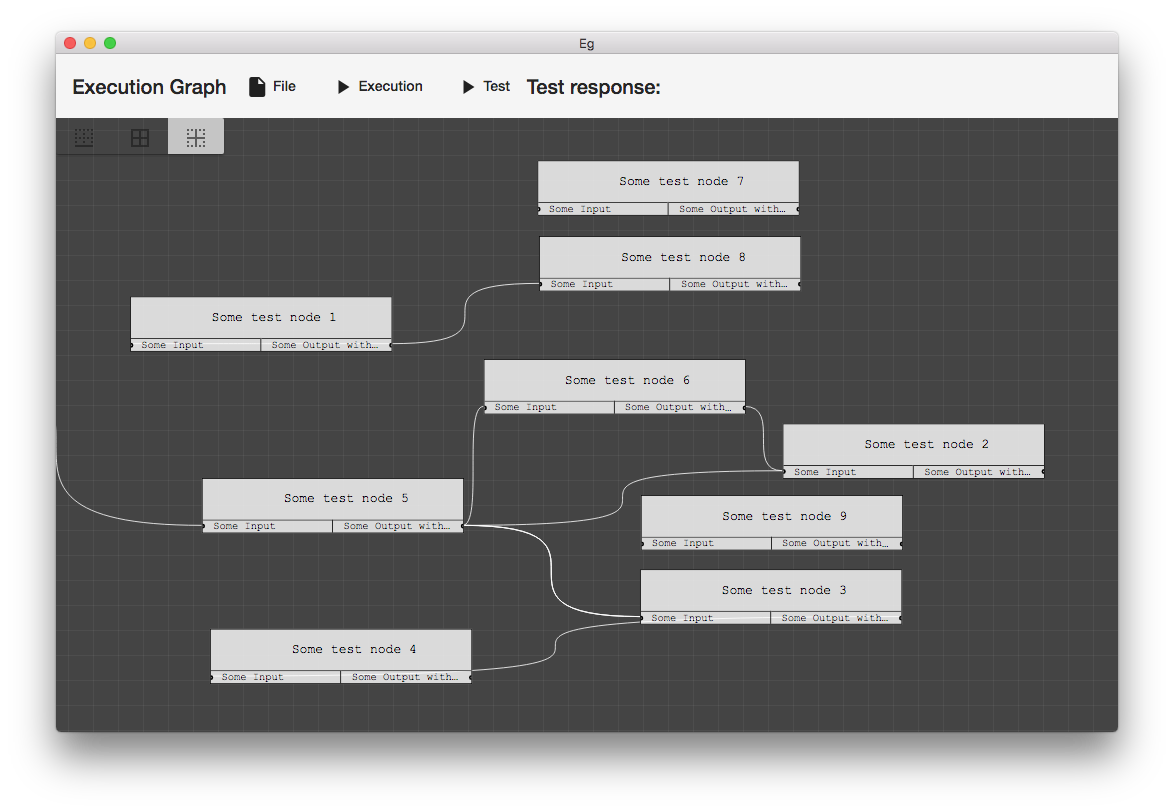 Eg
Execution Graph File Execution Test Test response:
Some test node 7
Some Input Some Output with…
Some test node 8
Some Input Some Output with…
Some test node 1
Some Input Some Output with…
Some test node 6
Some Input Some Output with…
Some test node 2
Some Input Some Output with…
Some test node 5
Some Input Some Output with…
Some test node 9
Some Input Some Output with…
Some test node 3
Some Input Some Output with…
Some test node 4
Some Input Some Output with…